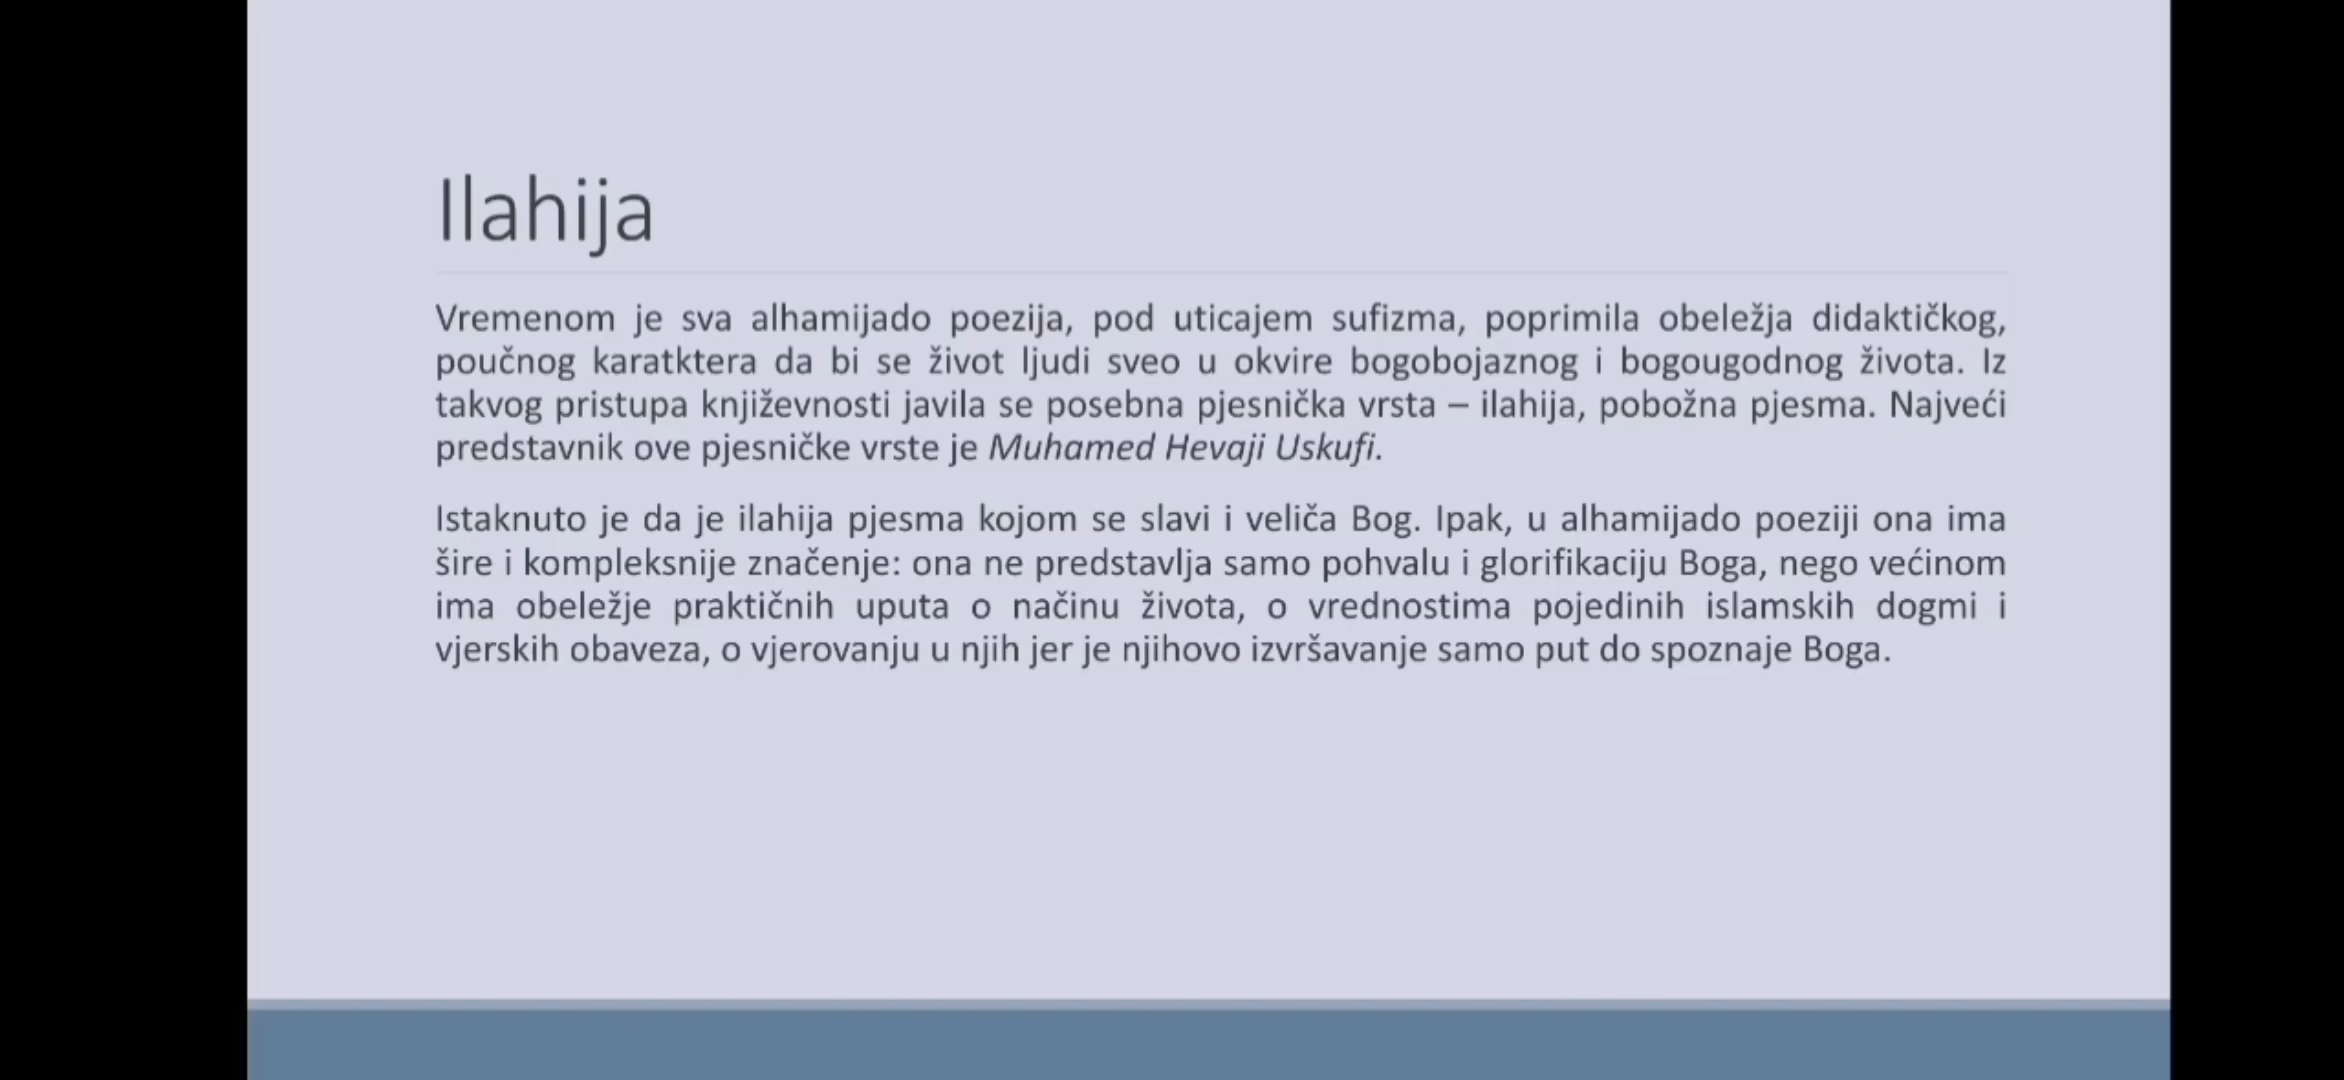 Ilahija
Vremenom je sva alhamijado poezija, pod uticajem sufizma, poprimila obeležja didaktičkog,
poučnog karatktera da bi se život ljudi sveo u okvire bogobojaznog i bogougodnog života. Iz
takvog pristupa književnosti javila se posebna pjesnička vrsta – ilahija, pobožna pjesma. Najveći
predstavnik ove pjesničke vrste je Muhamed Hevaji Uskufi.
Istaknuto je da je ilahija pjesma kojom se slavi i veliča Bog. Ipak, u alhamijado poeziji ona ima
šire i kompleksnije značenje: ona ne predstavlja samo pohvalu i glorifikaciju Boga, nego većinom
ima obeležje praktičnih uputa o načinu života, o vrednostima pojedinih islamskih dogmi i
vjerskih obaveza, o vjerovanju u njih jer je njihovo izvršavanje samo put do spoznaje Boga.